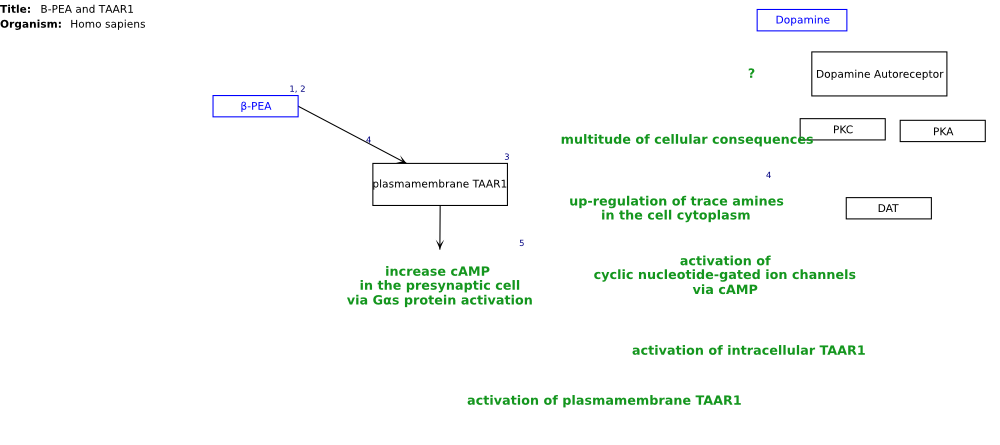 Title: B-PEA and TAAR1
Organism: Homo sapiens
Dopamine
?
Dopamine Autoreceptor
1, 2
β-PEA
4
multitude of cellular consequences
PKC
PKA
3
plasmamembrane TAAR1
4
up-regulation of trace amines
in the cell cytoplasm
DAT
5
increase cAMP
in the presynaptic cell
via Gαs protein activation
activation of
cyclic nucleotide-gated ion channels
via cAMP
activation of intracellular TAAR1
activation of plasmamembrane TAAR1